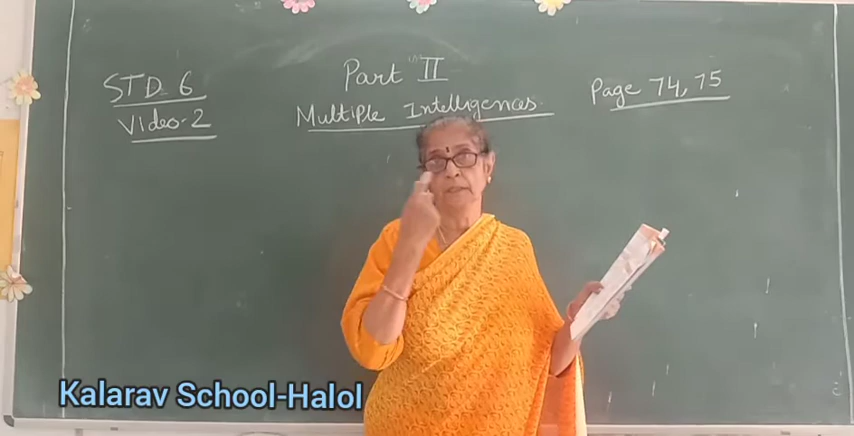 STD. 6
Video-2
Part II
Multiple Intelligences.
Page 74, 75
Kalarav School-Halol